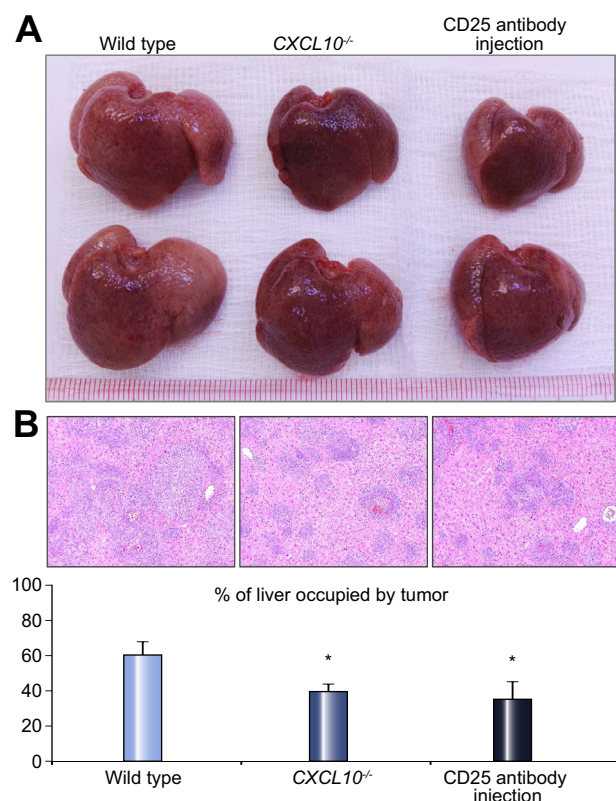 A
Wild type
CXCL10-/-
CD25 antibody
injection
B
% of liver occupied by tumor
100
80
60
40
20
0
*
*
Wild type
CXCL10-/-
CD25 antibody
injection